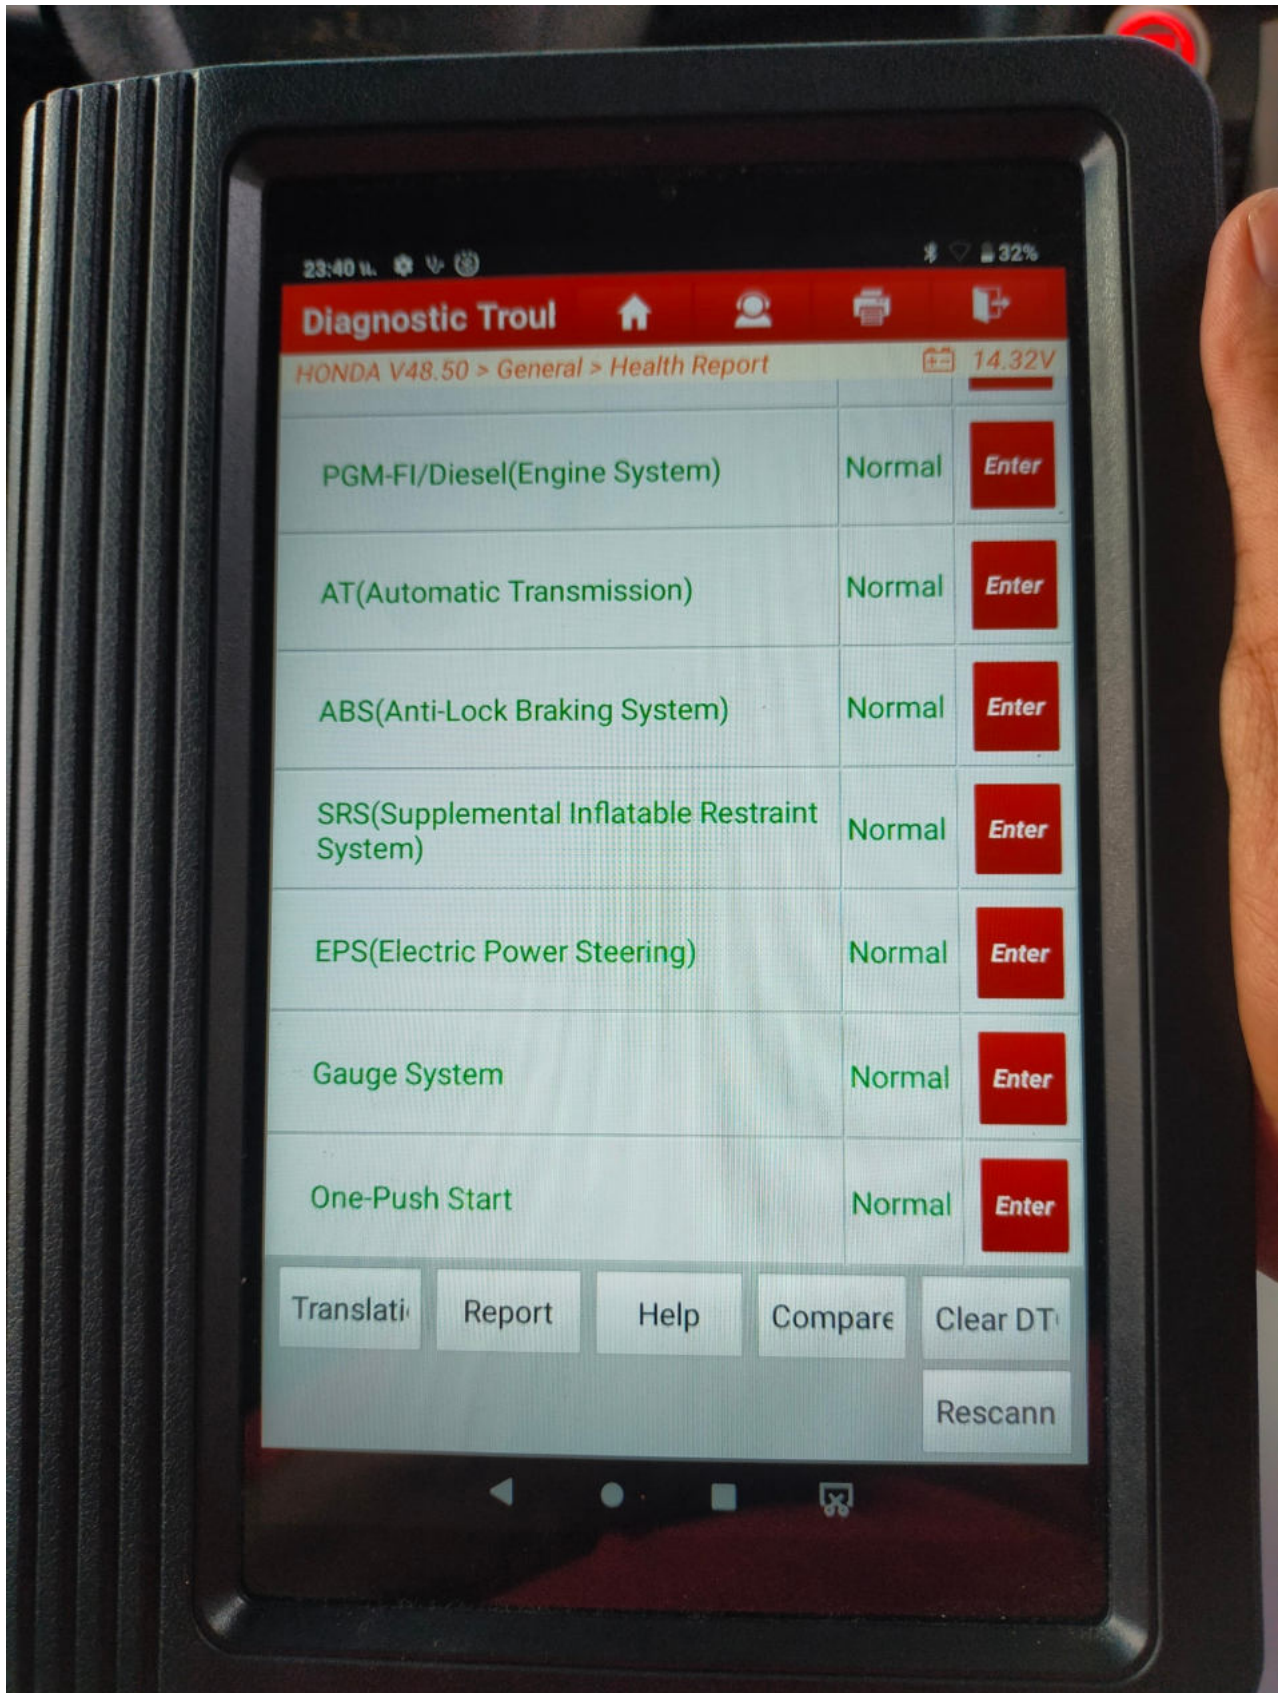 23:40 น.
32%
Diagnostic Troul
HONDA V48.50 > General > Health Report 14.32V
PGM-FI/Diesel(Engine System) Normal Enter
AT(Automatic Transmission) Normal Enter
ABS(Anti-Lock Braking System) Normal Enter
SRS(Supplemental Inflatable Restraint
System) Normal Enter
EPS(Electric Power Steering) Normal Enter
Gauge System Normal Enter
One-Push Start Normal Enter
Translati Report Help Compare Clear DT
Rescann